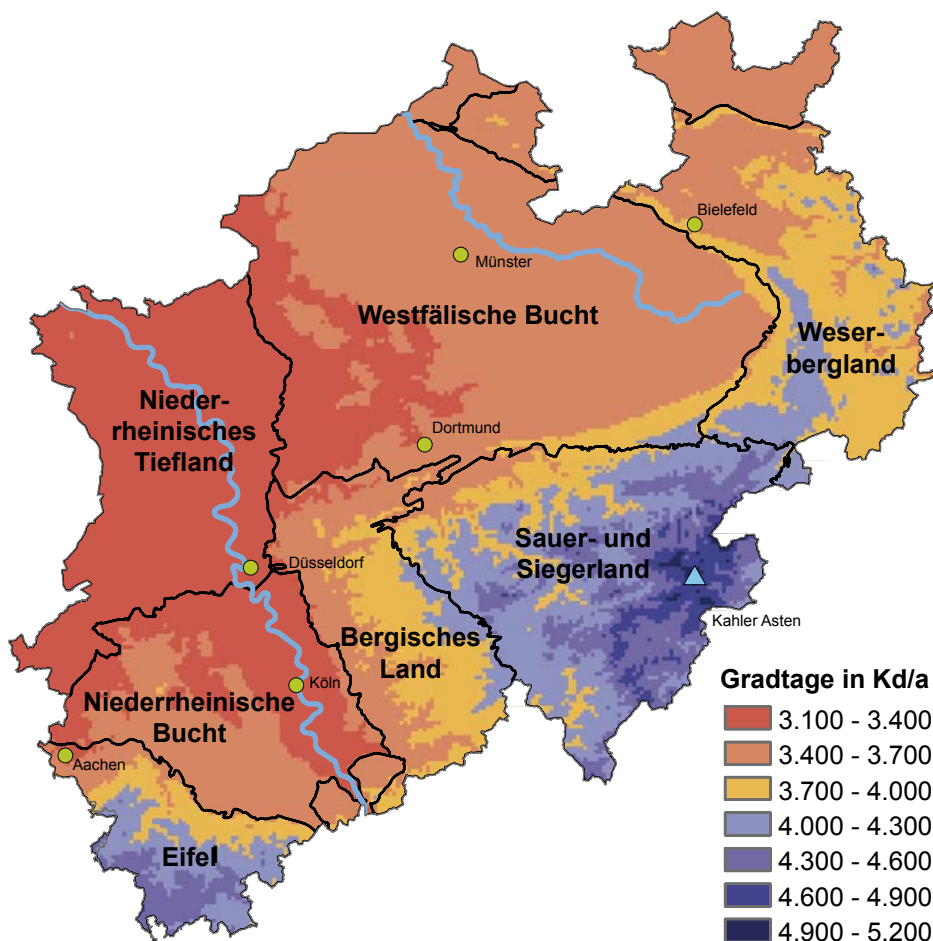 Bielefeld
Münster
Westfälische Bucht
Weser-
bergland
Nieder-
rheinisches
Tiefland
Dortmund
Sauer- und
Siegerland
Düsseldorf
Kahler Asten
Bergisches
Land
Köln
Niederrheinische
Bucht
Aachen
Eifel
Gradtage in Kd/a
3.100 - 3.400
3.400 - 3.700
3.700 - 4.000
4.000 - 4.300
4.300 - 4.600
4.600 - 4.900
4.900 - 5.200